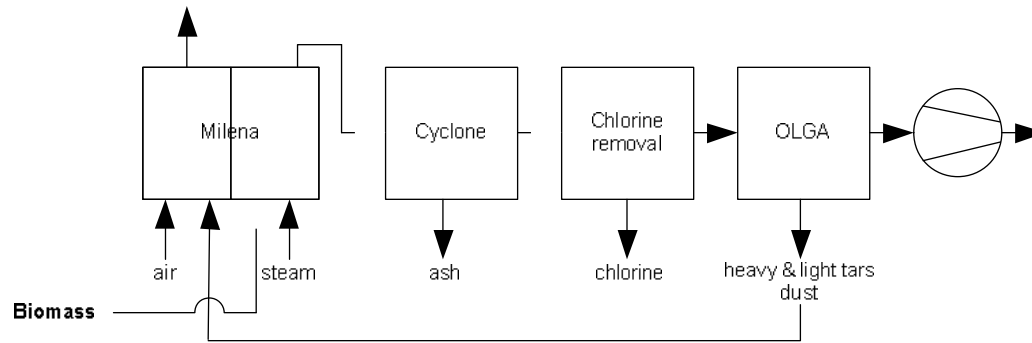 Milena
Cyclone
Chlorine
removal
OLGA
air
steam
ash
chlorine
heavy & light tars
dust
Biomass